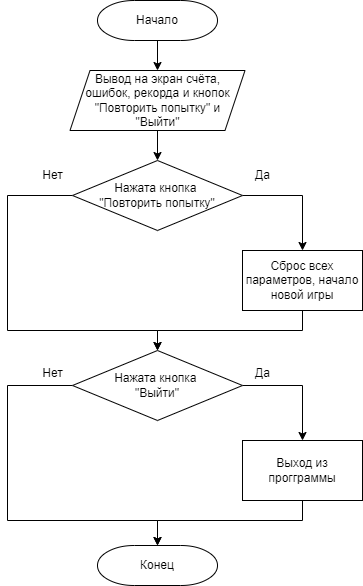 Начало
Вывод на экран счёта,
ошибок, рекорда и кнопок
"Повторить попытку" и
"Выйти"
Нет
Да
Нажата кнопка
"Повторить попытку"
Сброс всех
параметров, начало
новой игры
Нет
Да
Нажата кнопка
"Выйти"
Выход из
прогграммы
Конец